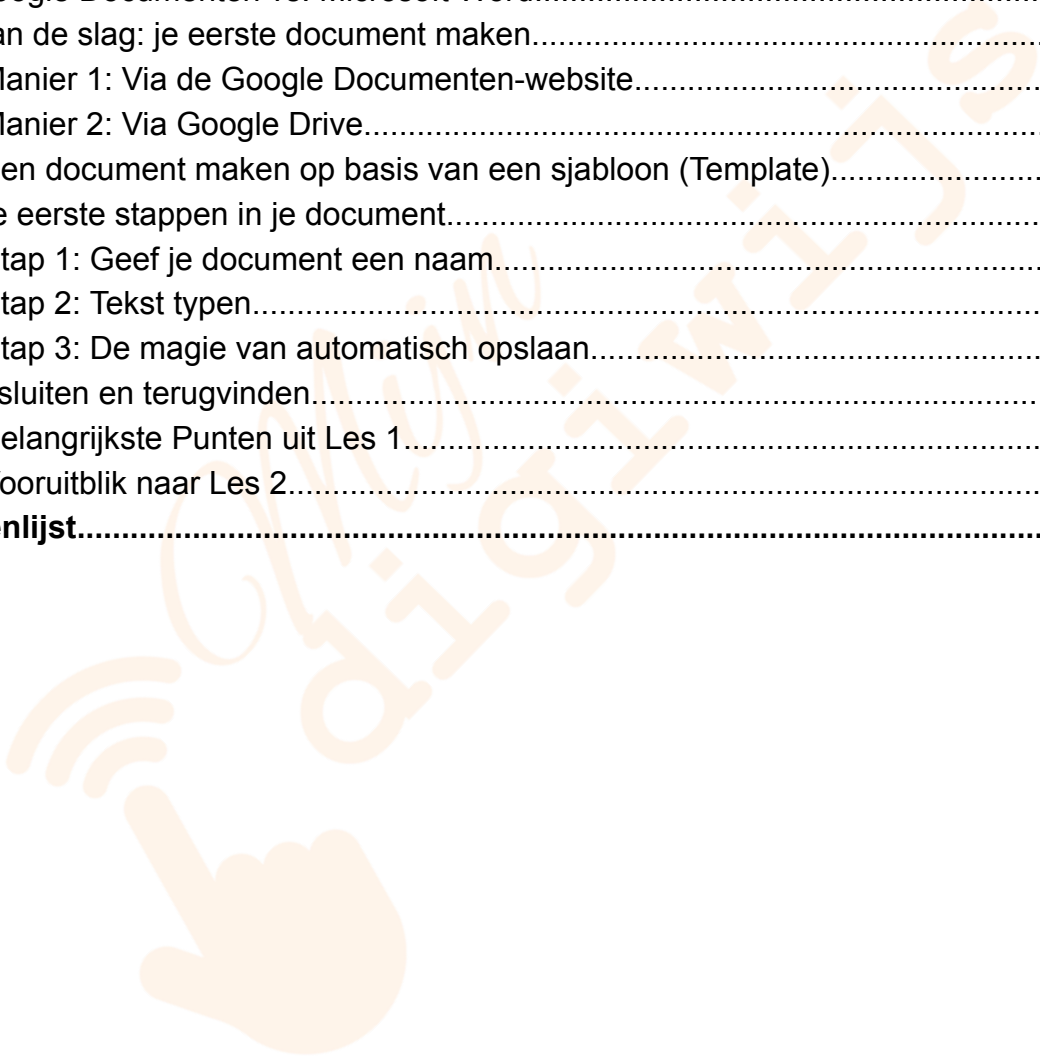 an de slag: je eerste document maken................................................................
Manier 1: Via de Google Documenten-website................................................
Manier 2: Via Google Drive................................................................................
en document maken op basis van een sjabloon (Template)........................
e eerste stappen in je document....................................................................
tap 1: Geef je document een naam..............................................................
tap 2: Tekst typen..........................................................................................
tap 3: De magie van automatisch opslaan...................................................
sluiten en terugvinden...................................................................................
elangrijkste Punten uit Les 1........................................................................
ooruitblik naar Les 2.....................................................................................
nlijst.............................................................................................................
Mijn
digiwijs